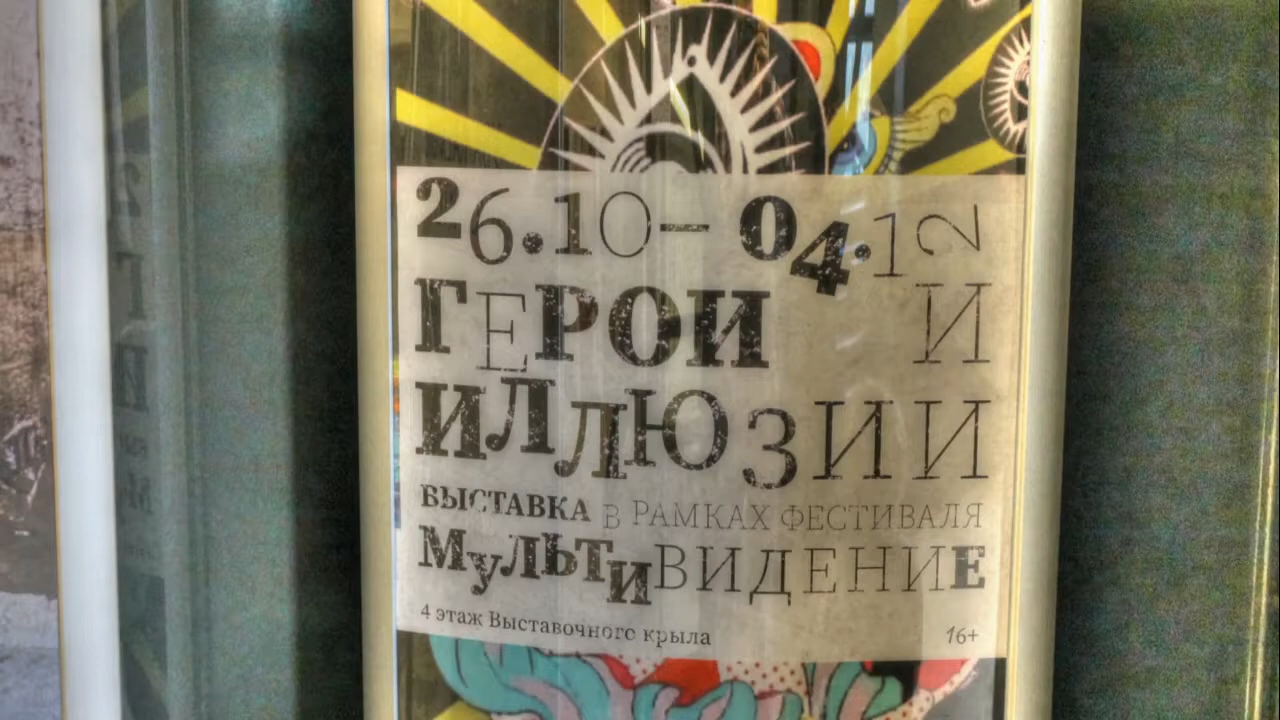 26.10–04.12
ГЕРОИ И
ИЛЛЮЗИИ
ВЫСТАВКА В РАМКАХ ФЕСТИВАЛЯ
МУЛЬТИВИДЕНИЕ
4 этаж Выставочного крыла 16+